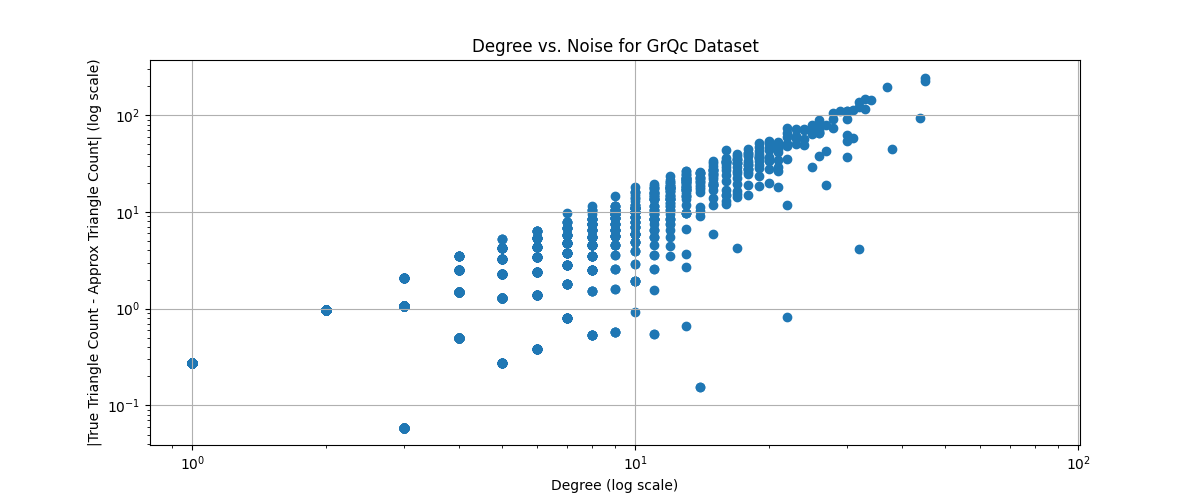 Degree vs. Noise for GrQc Dataset
|True Triangle Count - Approx Triangle Count| (log scale)
10²
10¹
10⁰
10⁻¹
10⁰ 10¹ 10²
Degree (log scale)